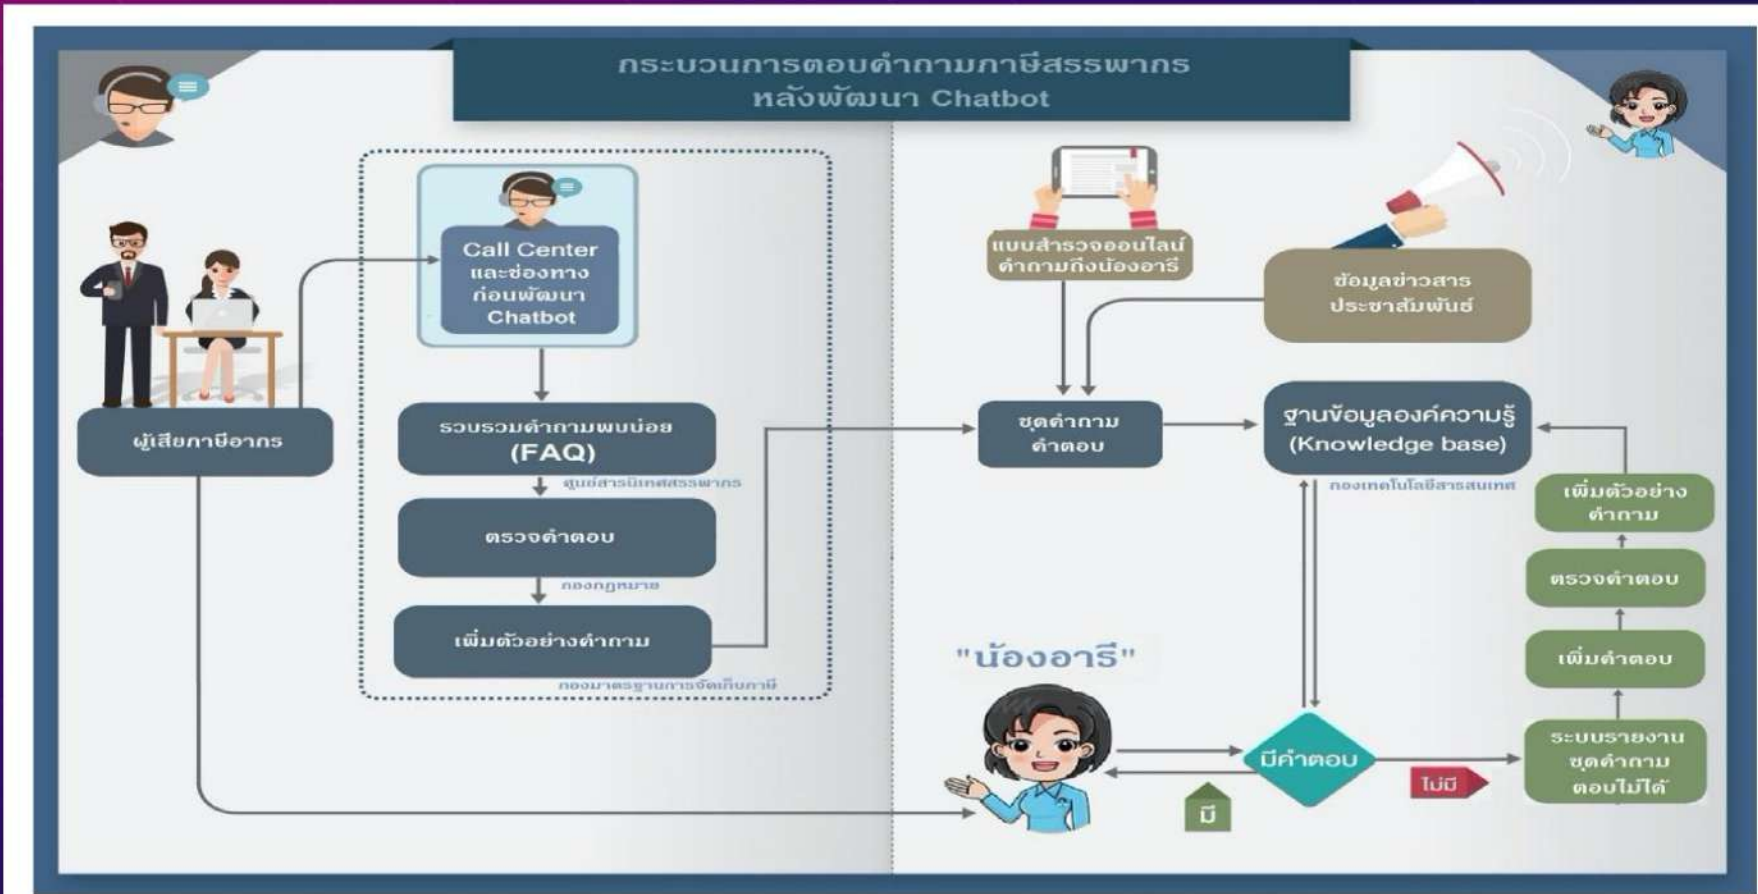 กระบวนการตอบคำถามภาษีสรรพากร
หลังพัฒนา Chatbot
Call Center
และช่องทาง
ก่อนพัฒนา
Chatbot
ผู้เสียภาษีอากร
รวบรวมคำถามพบบ่อย
(FAQ)
ศูนย์สารนิเทศสรรพากร
ตรวจคำตอบ
กองกฎหมาย
เพิ่มตัวอย่างคำถาม
กองมาตรฐานการจัดเก็บภาษี
แบบสำรวจออนไลน์
คำถามถึงน้องอารี
ข้อมูลข่าวสาร
ประชาสัมพันธ์
ชุดคำถาม
คำตอบ
ฐานข้อมูลองค์ความรู้
(Knowledge base)
กองเทคโนโลยีสารสนเทศ
เพิ่มตัวอย่าง
คำถาม
ตรวจคำตอบ
เพิ่มคำตอบ
ระบบรายงาน
ชุดคำถาม
ตอบไม่ได้
"น้องอารี"
มีคำตอบ
ไม่มี
มี